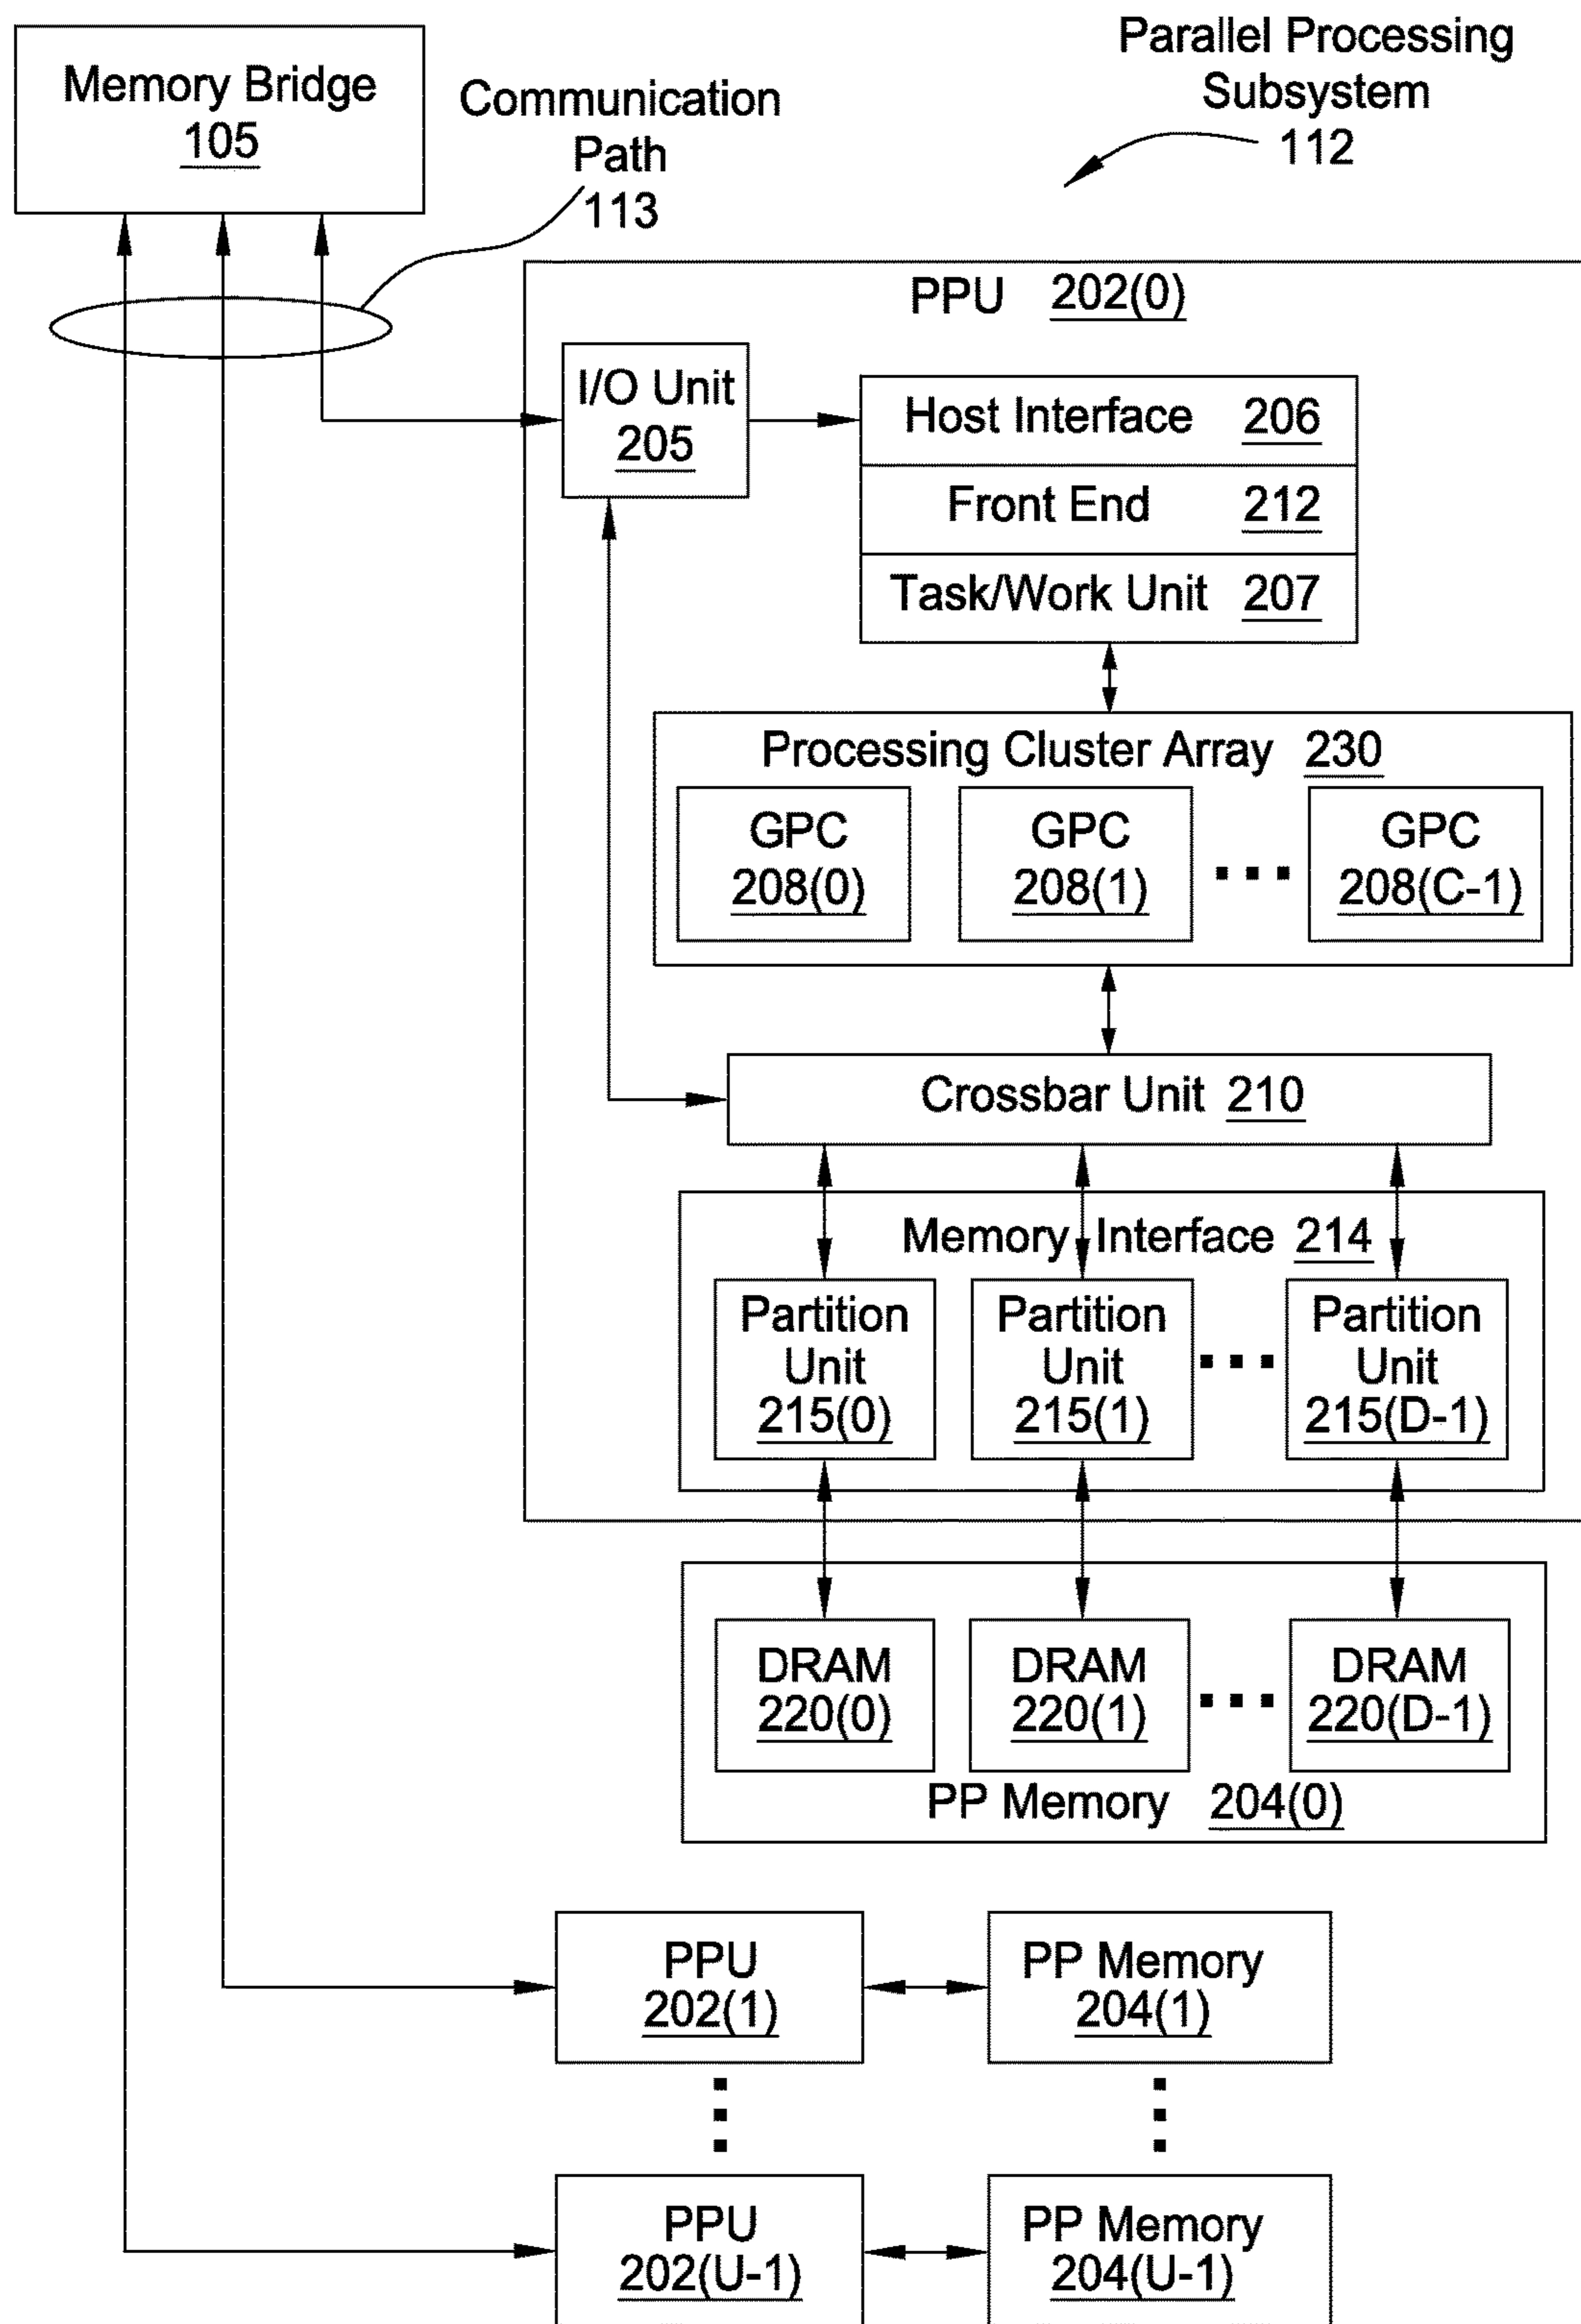 Memory Bridge
105
Communication
Path
113
Parallel Processing
Subsystem
112
PPU 202(0)
I/O Unit
205
Host Interface 206
Front End 212
Task/Work Unit 207
Processing Cluster Array 230
GPC
208(0)
GPC
208(1)
GPC
208(C-1)
Crossbar Unit 210
Memory Interface 214
Partition
Unit
215(0)
Partition
Unit
215(1)
Partition
Unit
215(D-1)
DRAM
220(0)
DRAM
220(1)
DRAM
220(D-1)
PP Memory 204(0)
PPU
202(1)
PP Memory
204(1)
PPU
202(U-1)
PP Memory
204(U-1)